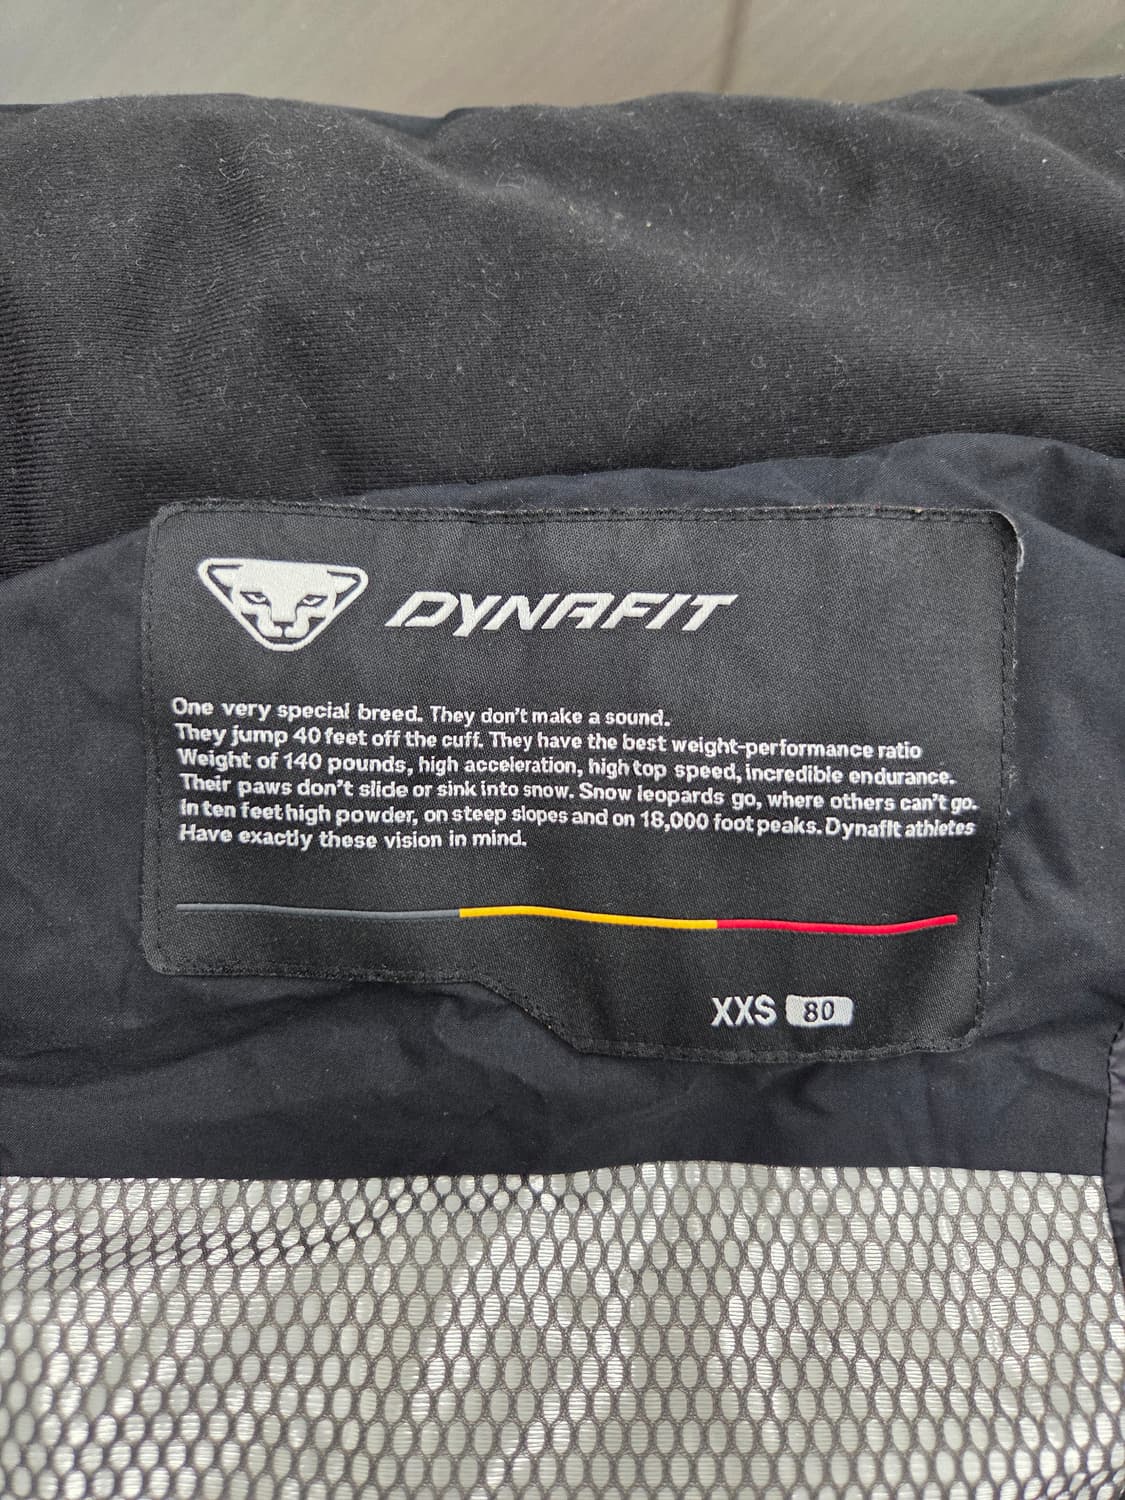 DYNAFIT
One very special breed. They don't make a sound.
They jump 40 feet off the cuff. They have the best weight-performance ratio
Weight of 140 pounds, high acceleration, high top speed, incredible endurance.
Their paws don't slide or sink into snow. Snow leopards go, where others can't go.
In ten feet high powder, on steep slopes and on 18,000 foot peaks. Dynafit athletes
Have exactly these vision in mind.
XXS 80